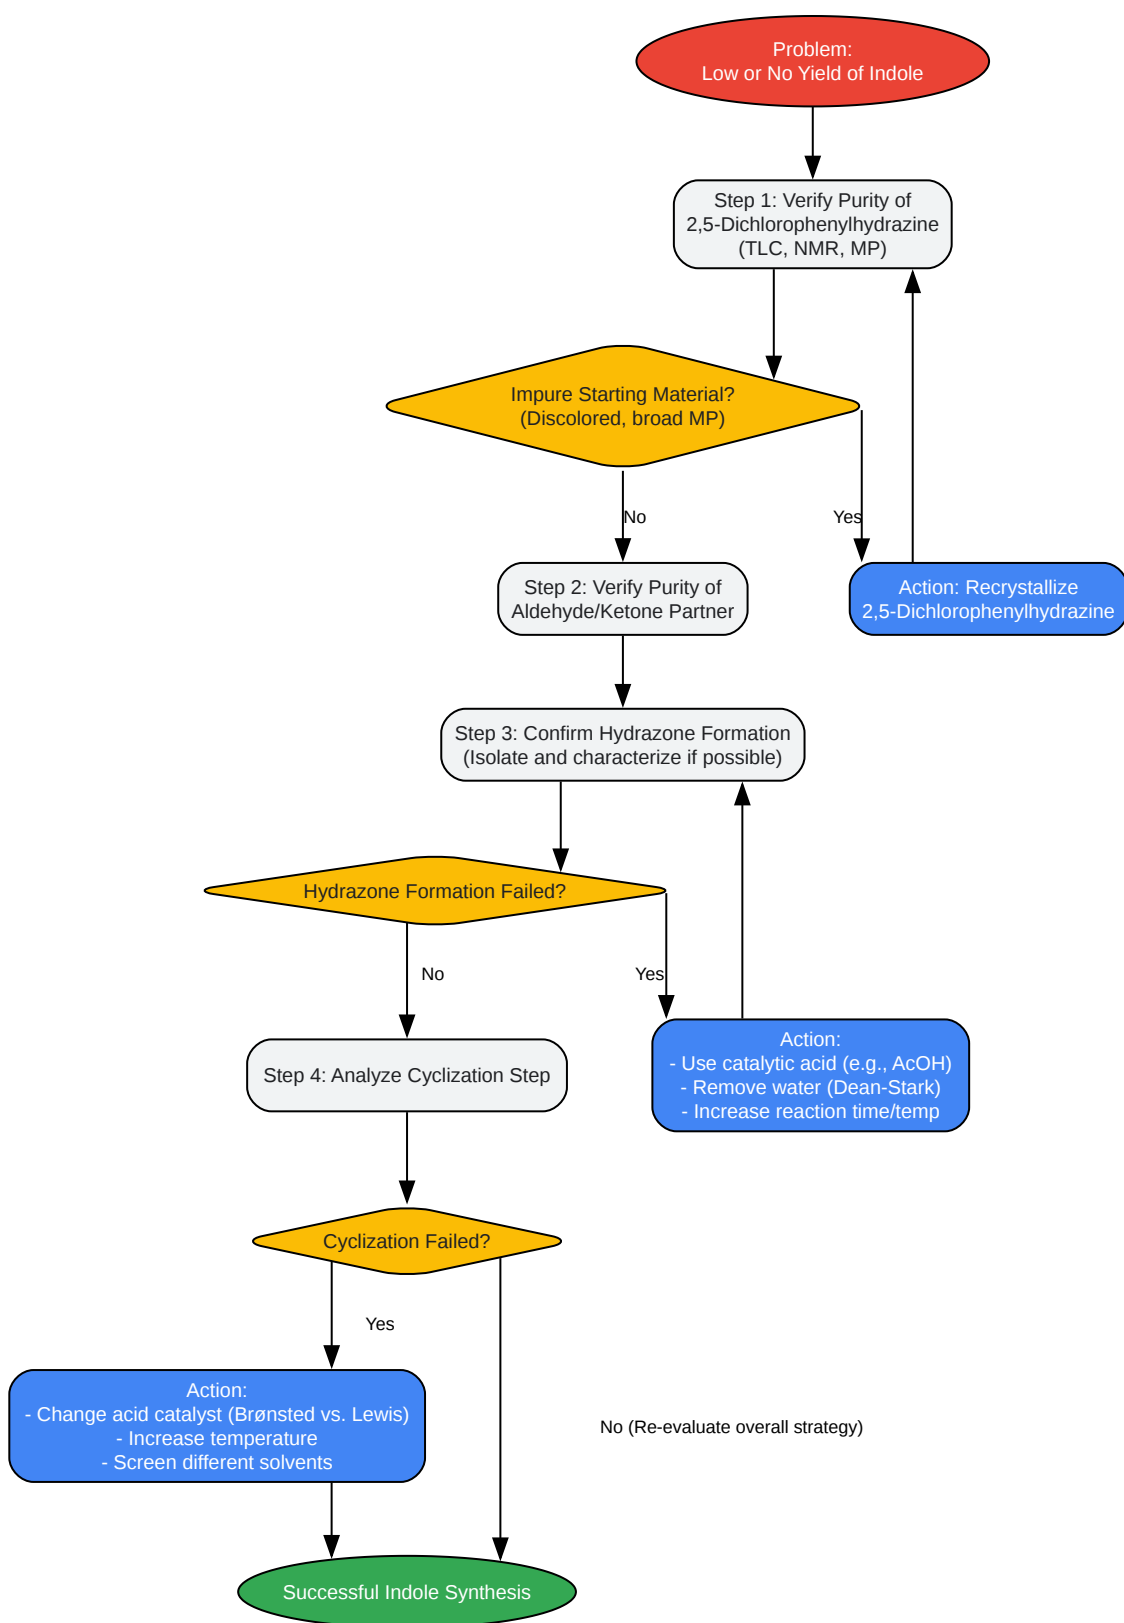 Problem:
Low or No Yield of Indole
Step 1: Verify Purity of
2,5-Dichlorophenylhydrazine
(TLC, NMR, MP)
Impure Starting Material?
(Discolored, broad MP)
No
Yes
Step 2: Verify Purity of
Aldehyde/Ketone Partner
Action: Recrystallize
2,5-Dichlorophenylhydrazine
Step 3: Confirm Hydrazone Formation
(Isolate and characterize if possible)
Hydrazone Formation Failed?
No
Yes
Step 4: Analyze Cyclization Step
Action:
- Use catalytic acid (e.g., AcOH)
- Remove water (Dean-Stark)
- Increase reaction time/temp
Cyclization Failed?
Yes
Action:
- Change acid catalyst (Brønsted vs. Lewis)
- Increase temperature
- Screen different solvents
No (Re-evaluate overall strategy)
Successful Indole Synthesis